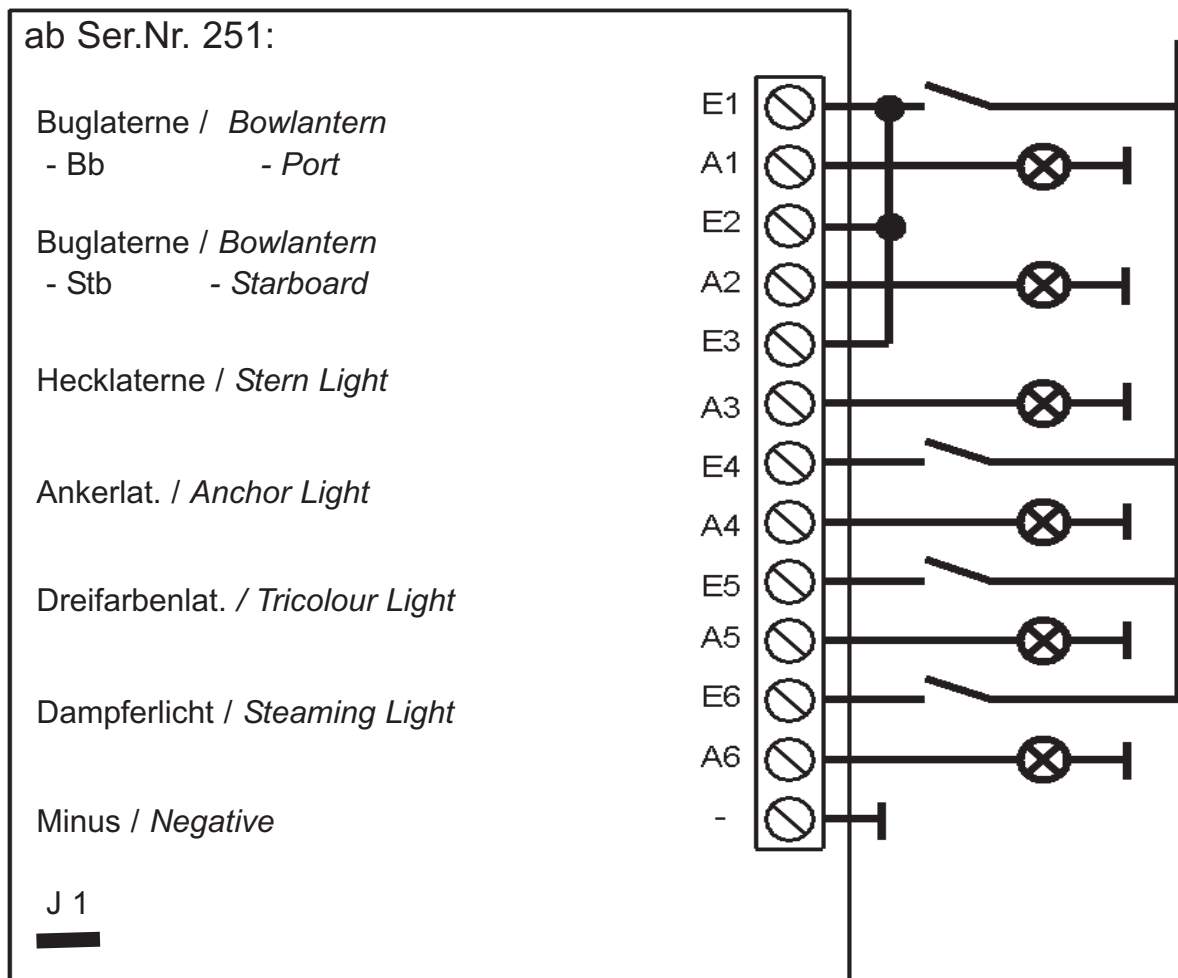 ab Ser.Nr. 251:
Buglaterne / Bowlantern
- Bb - Port
Buglaterne / Bowlantern
- Stb - Starboard
Hecklaterne / Stern Light
Ankerlat. / Anchor Light
Dreifarbenlat. / Tricolour Light
Dampferlicht / Steaming Light
Minus / Negative
J 1
E1
A1
E2
A2
E3
A3
E4
A4
E5
A5
E6
A6
-